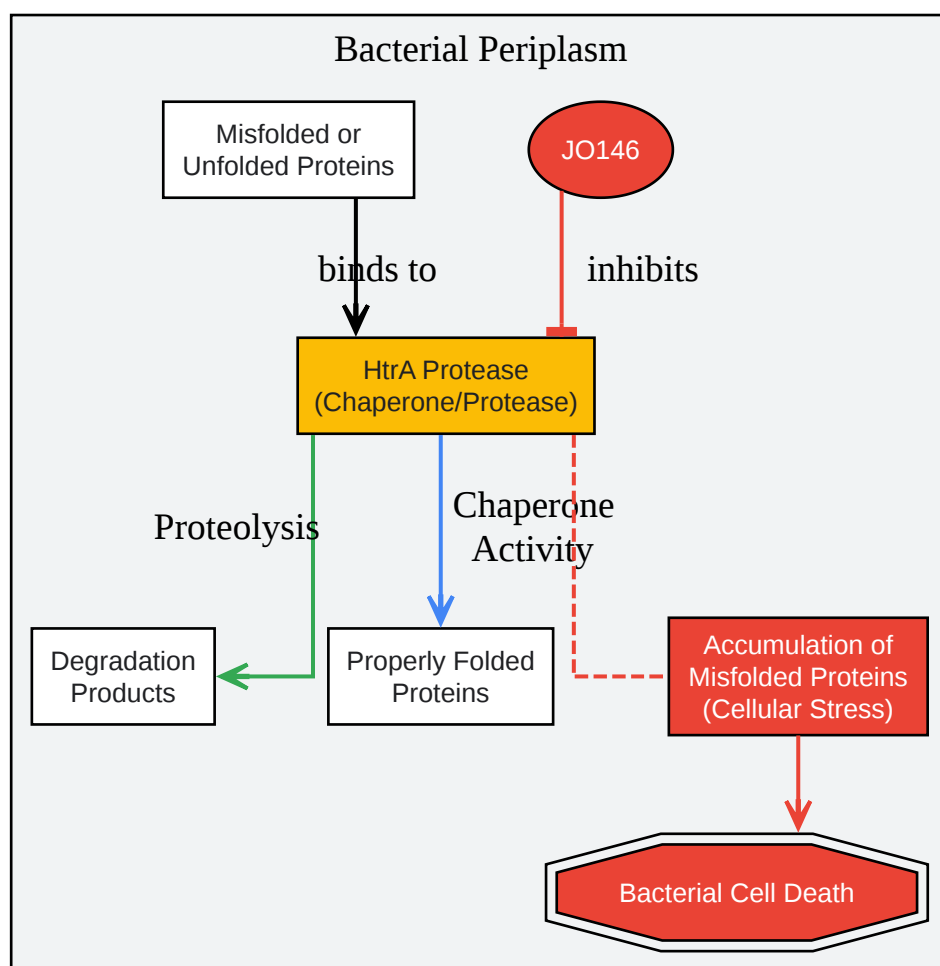 Bacterial Periplasm
Misfolded or
Unfolded Proteins
JO146
binds to
inhibits
HtrA Protease
(Chaperone/Protease)
Proteolysis
Chaperone
Activity
Degradation
Products
Properly Folded
Proteins
Accumulation of
Misfolded Proteins
(Cellular Stress)
Bacterial Cell Death